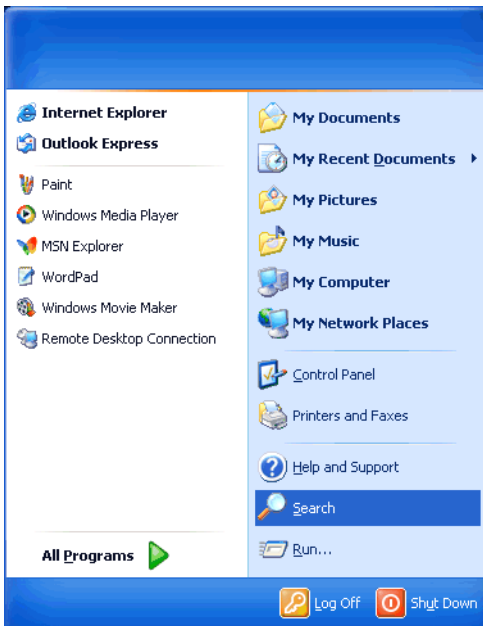 Internet Explorer
Outlook Express
Paint
Windows Media Player
MSN Explorer
WordPad
Windows Movie Maker
Remote Desktop Connection
All Programs
My Documents
My Recent Documents
My Pictures
My Music
My Computer
My Network Places
Control Panel
Printers and Faxes
Help and Support
Search
Run...
Log Off
Shut Down